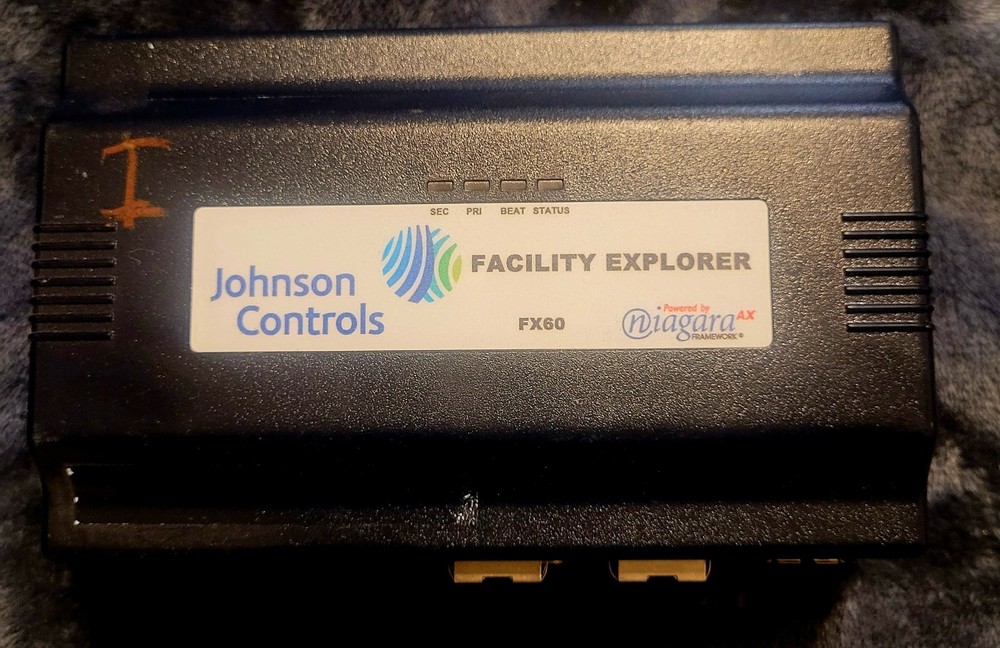 I
SEC PRI BEAT STATUS
Johnson
Controls
FACILITY EXPLORER
FX60
Powered by
niagara AX
FRAMEWORK ®